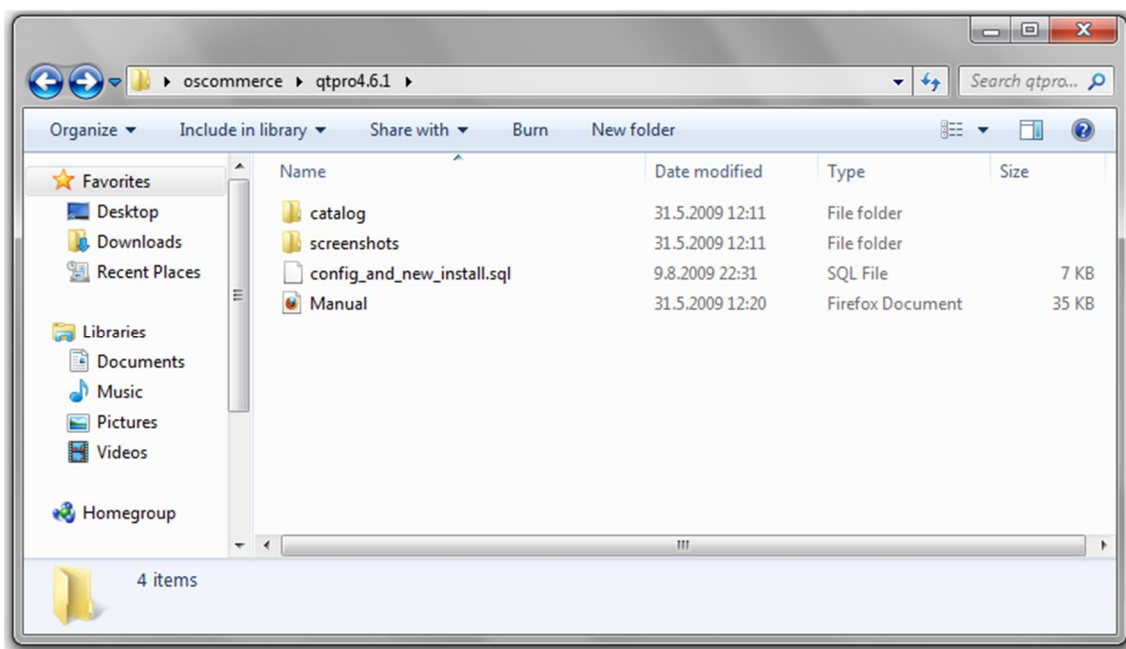 oscommerce qtpro4.6.1 Search qtpro...
Organize Include in library Share with Burn New folder
Favorites
Desktop
Downloads
Recent Places
Libraries
Documents
Music
Pictures
Videos
Homegroup
Name Date modified Type Size
catalog 31.5.2009 12:11 File folder
screenshots 31.5.2009 12:11 File folder
config_and_new_install.sql 9.8.2009 22:31 SQL File 7 KB
Manual 31.5.2009 12:20 Firefox Document 35 KB
4 items